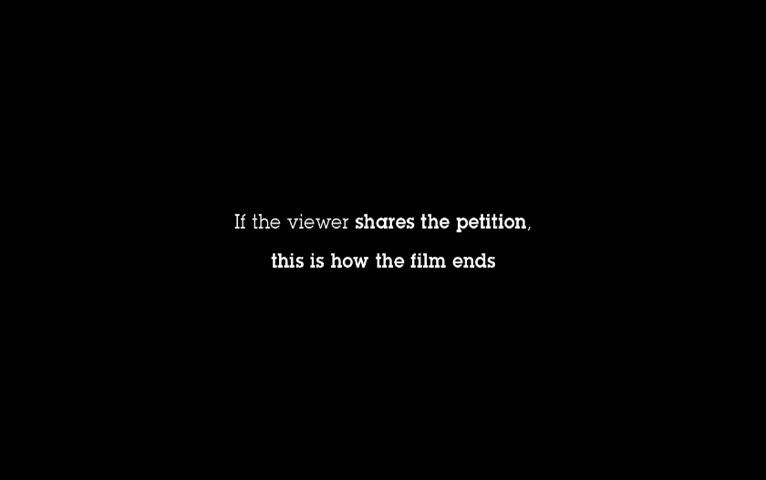 If the viewer shares the petition,
this is how the film ends